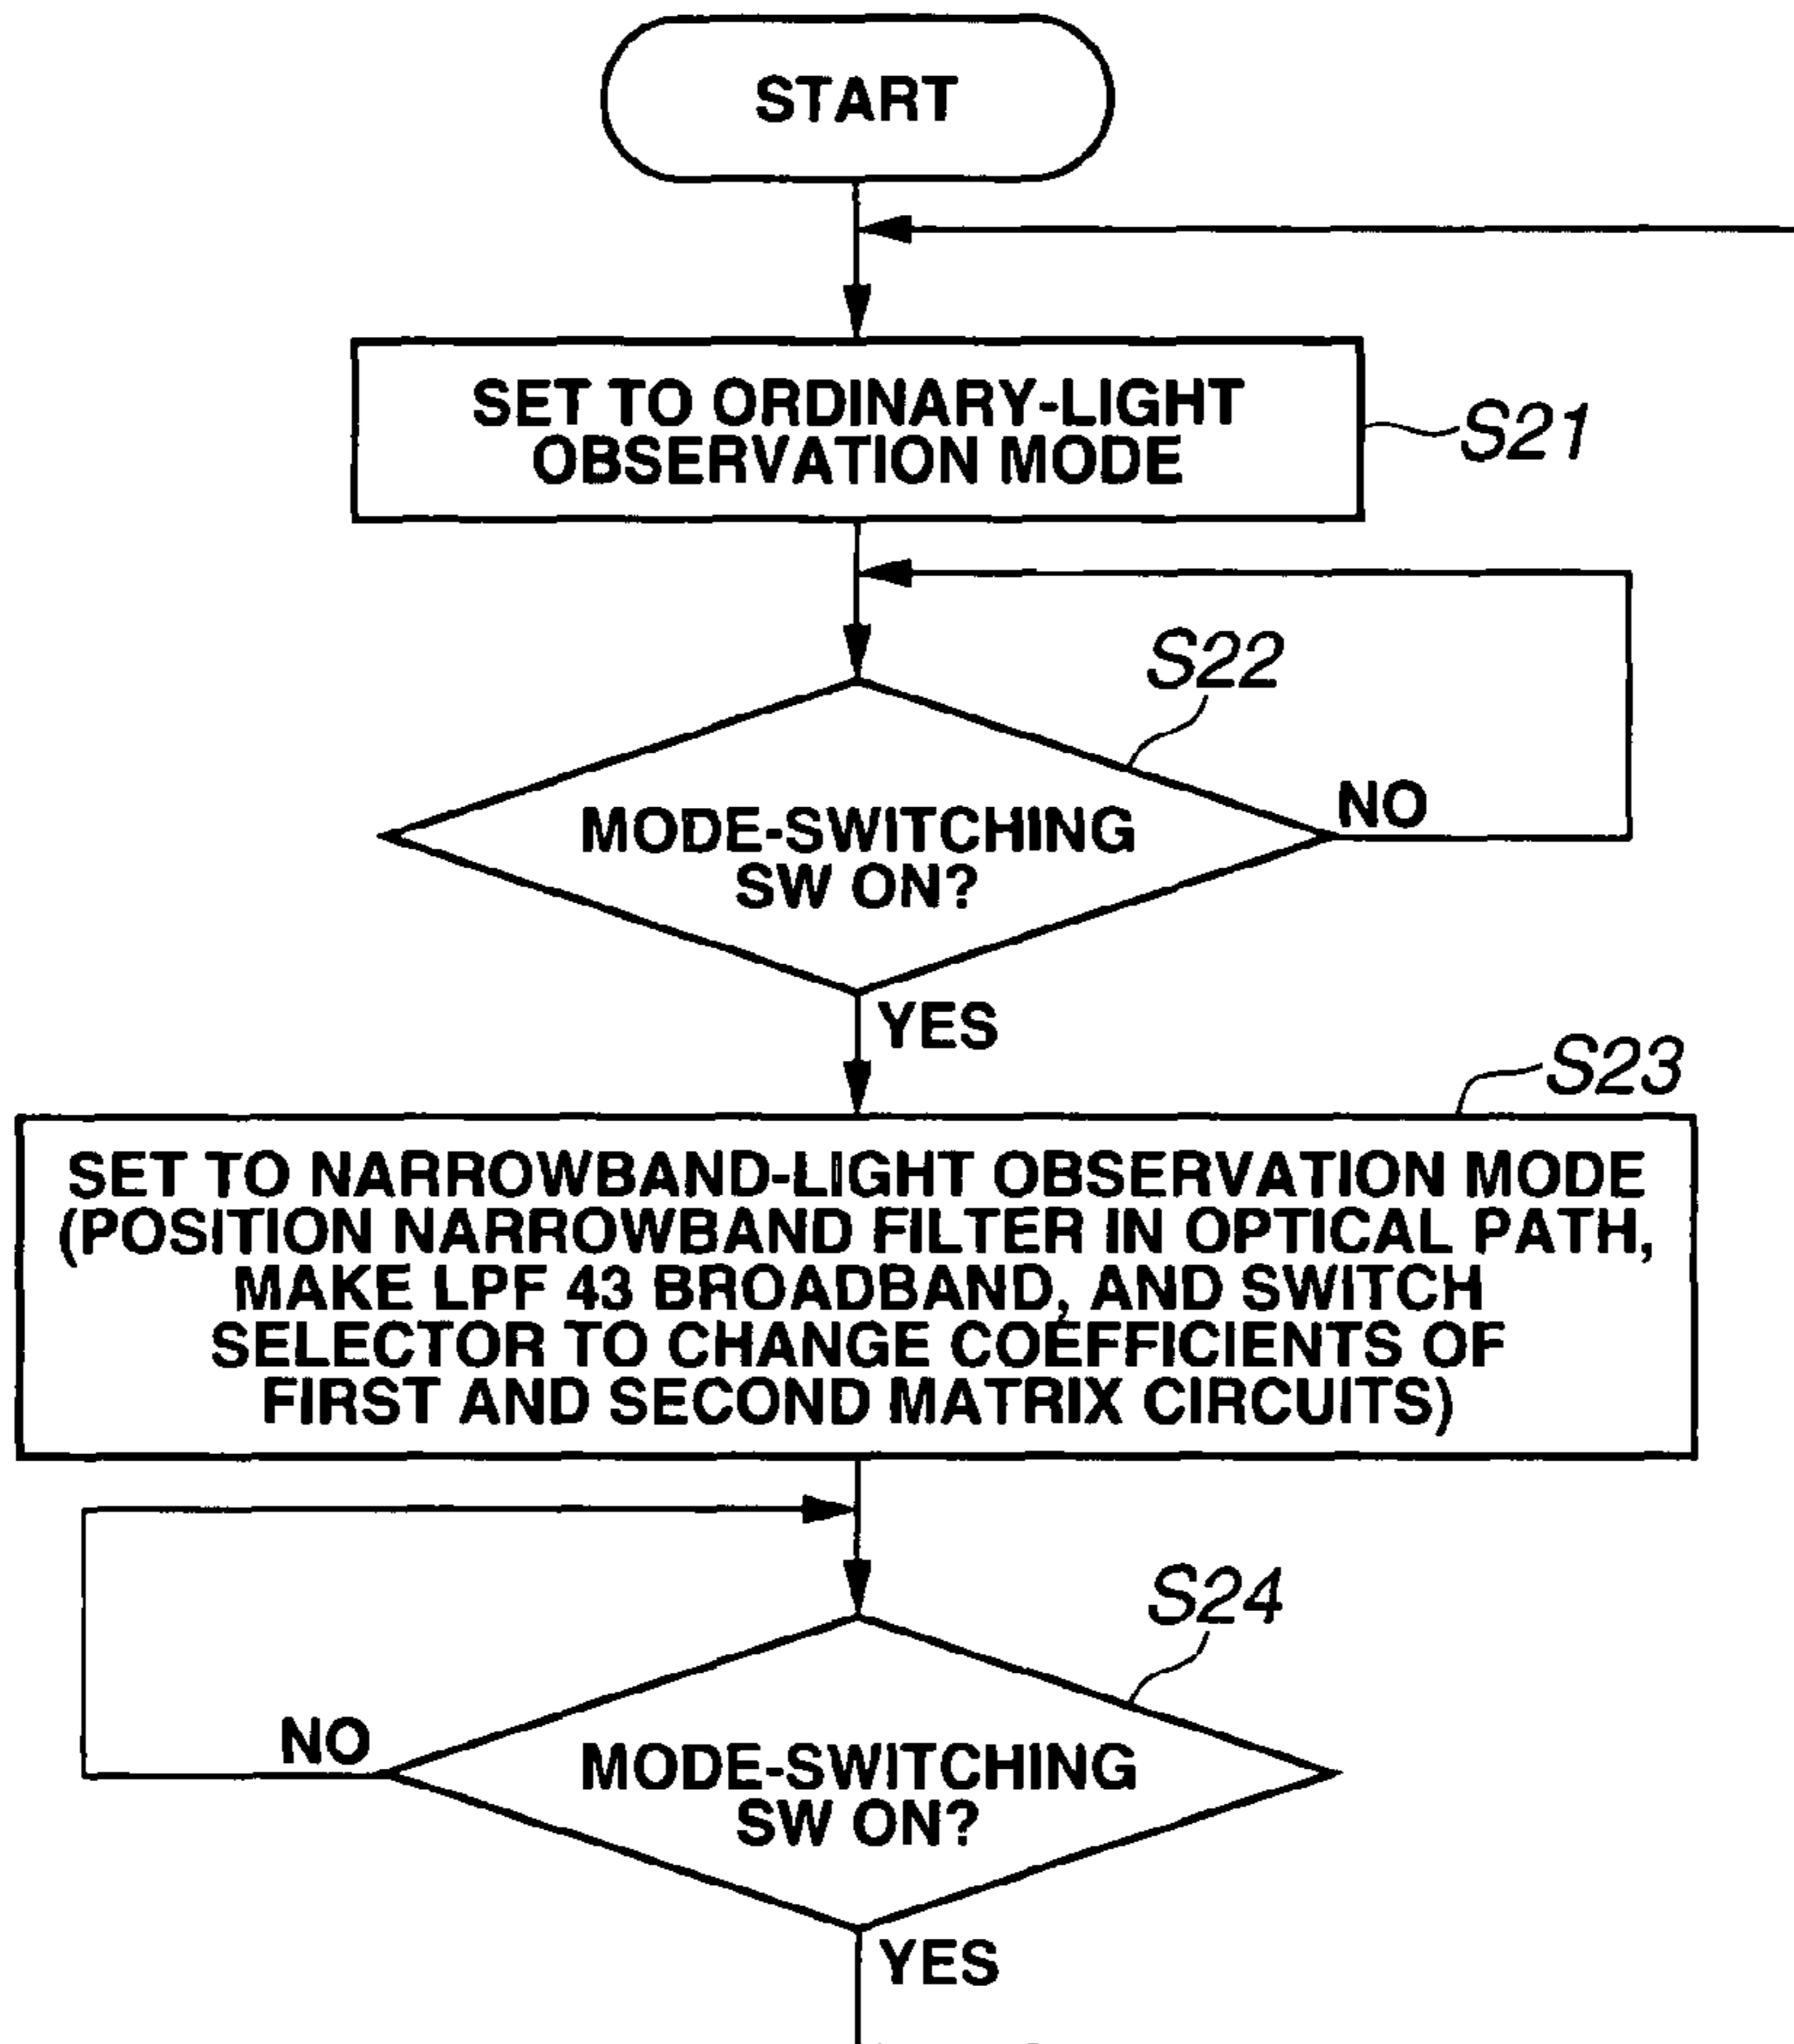 START
SET TO ORDINARY-LIGHT
OBSERVATION MODE
S21
S22
MODE-SWITCHING
SW ON?
NO
YES
S23
SET TO NARROWBAND-LIGHT OBSERVATION MODE
(POSITION NARROWBAND FILTER IN OPTICAL PATH,
MAKE LPF 43 BROADBAND, AND SWITCH
SELECTOR TO CHANGE COEFFICIENTS OF
FIRST AND SECOND MATRIX CIRCUITS)
S24
NO
MODE-SWITCHING
SW ON?
YES